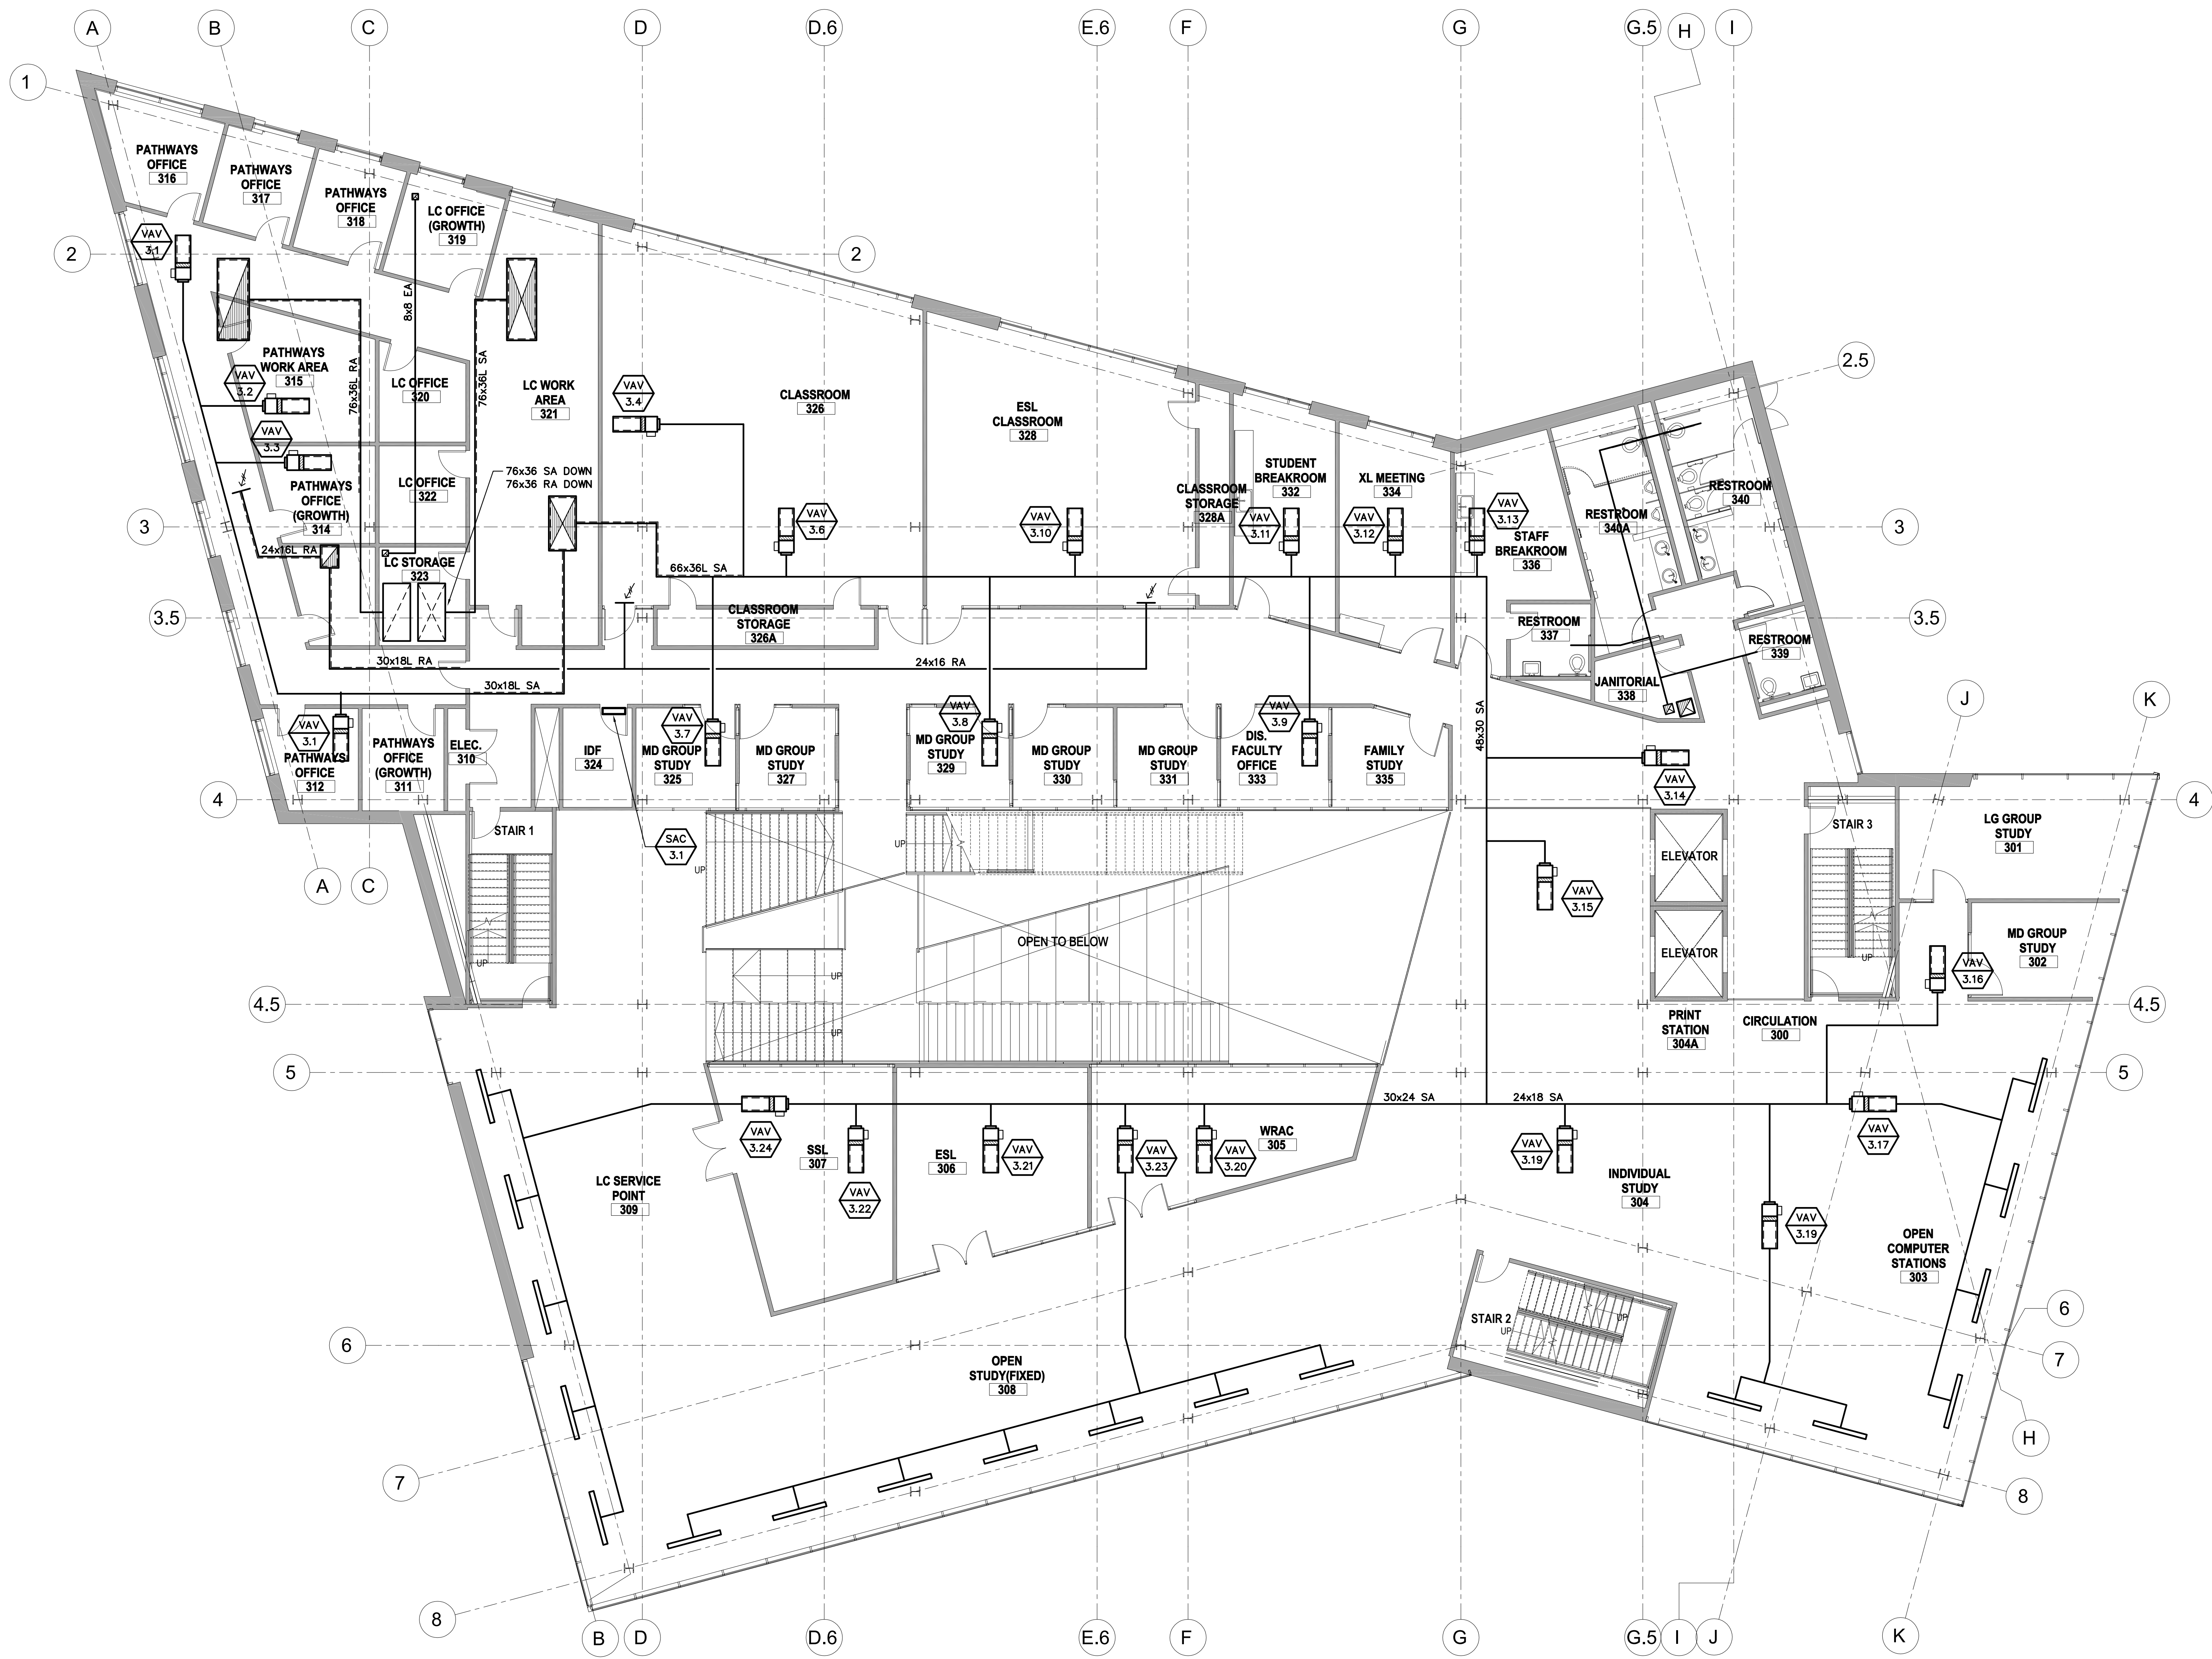 A
B
C
D
D.6
E.6
F
G
G.5
H
I
1
PATHWAYS
OFFICE
316
PATHWAYS
OFFICE
317
PATHWAYS
OFFICE
318
LC OFFICE
(GROWTH)
319
VAV
3.1
2
2
8x8 EA
76x36L RA
76x36L SA
PATHWAYS
WORK AREA
315
VAV
3.2
LC OFFICE
320
LC WORK
AREA
321
VAV
3.4
CLASSROOM
326
ESL
CLASSROOM
328
2.5
VAV
3.3
PATHWAYS
OFFICE
(GROWTH)
314
LC OFFICE
322
76x36 SA DOWN
76x36 RA DOWN
CLASSROOM
STORAGE
328A
STUDENT
BREAKROOM
332
XL MEETING
334
RESTROOM
340
RESTROOM
340A
3
VAV
3.6
VAV
3.10
VAV
3.11
VAV
3.12
VAV
3.13
STAFF
BREAKROOM
336
3
24x16L RA
LC STORAGE
323
66x36L SA
3.5
CLASSROOM
STORAGE
326A
RESTROOM
337
RESTROOM
339
3.5
30x18L RA
24x16 RA
30x18L SA
JANITORIAL
338
J
K
VAV
3.1
PATHWAYS
OFFICE
312
PATHWAYS
OFFICE
(GROWTH)
311
ELEC.
310
IDF
324
VAV
3.7
MD GROUP
STUDY
325
MD GROUP
STUDY
327
VAV
3.8
MD GROUP
STUDY
329
MD GROUP
STUDY
330
MD GROUP
STUDY
331
VAV
3.9
DIS.
FACULTY
OFFICE
333
FAMILY
STUDY
335
48x30 SA
VAV
3.14
4
4
STAIR 1
SAC
3.1
UP
UP
ELEVATOR
STAIR 3
LG GROUP
STUDY
301
A
C
VAV
3.15
OPEN TO BELOW
ELEVATOR
MD GROUP
STUDY
302
UP
UP
UP
VAV
3.16
4.5
4.5
UP
PRINT
STATION
304A
CIRCULATION
300
5
5
30x24 SA
24x18 SA
VAV
3.24
SSL
307
ESL
306
VAV
3.21
VAV
3.23
VAV
3.20
WRAC
305
VAV
3.19
VAV
3.17
LC SERVICE
POINT
309
VAV
3.22
INDIVIDUAL
STUDY
304
VAV
3.19
OPEN
COMPUTER
STATIONS
303
STAIR 2
UP
UP
6
6
7
OPEN
STUDY(FIXED)
308
H
7
8
8
B
D
D.6
E.6
F
G
G.5
I
J
K